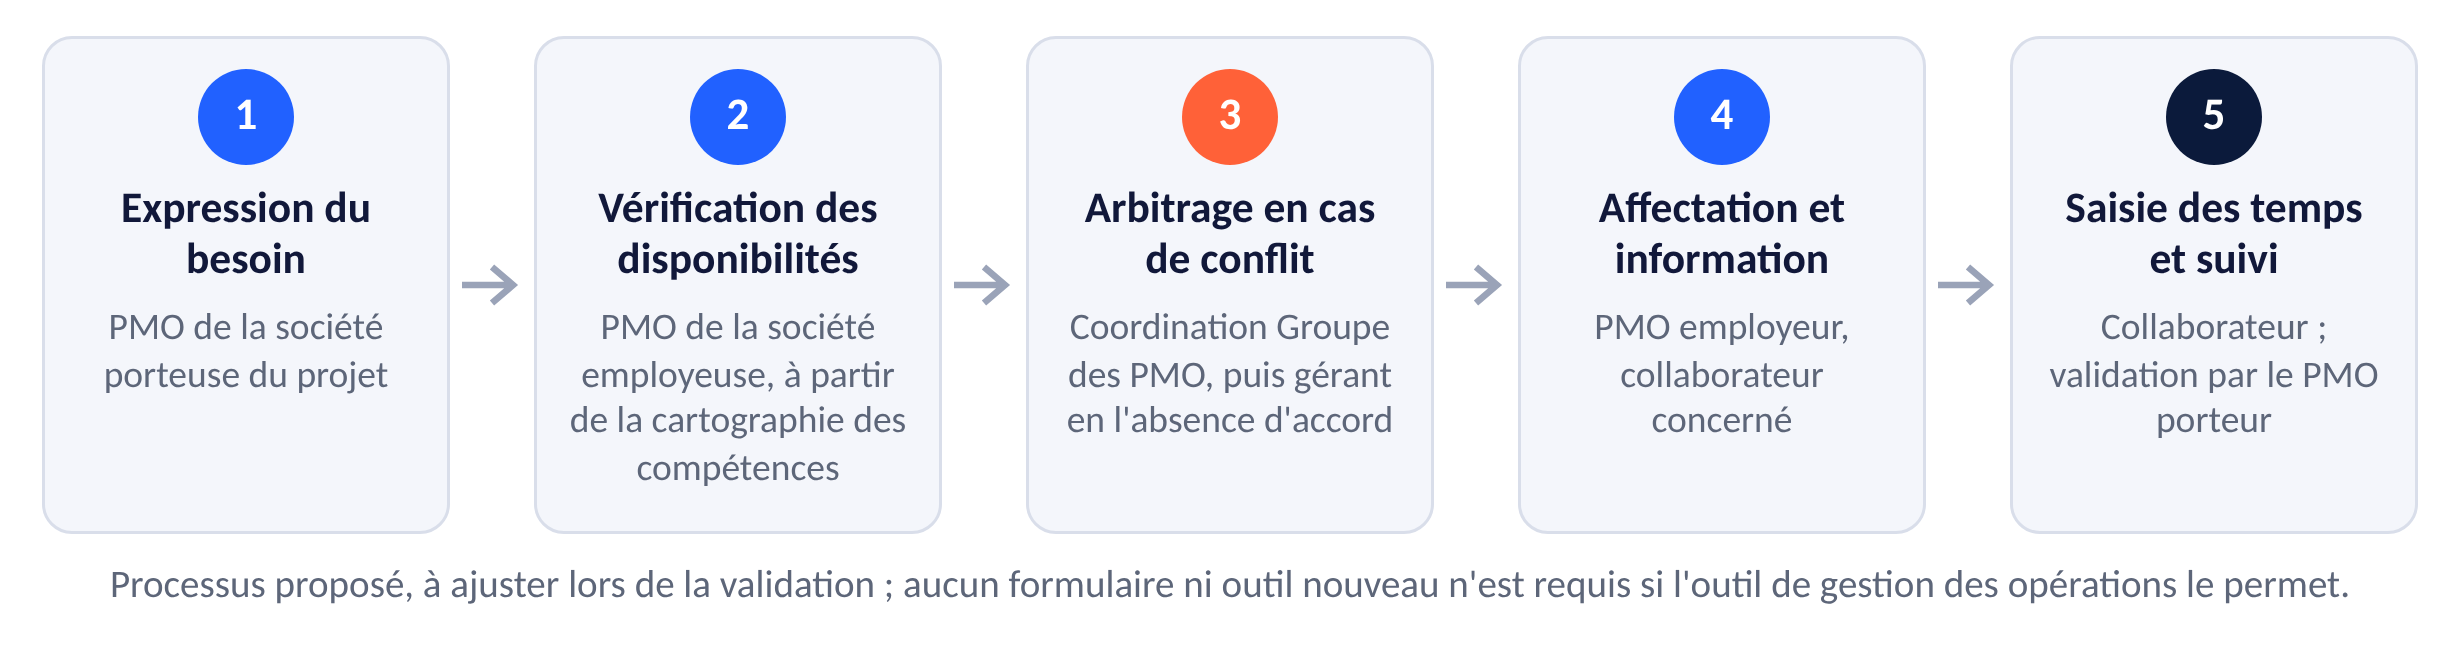 1
Expression du
besoin
PMO de la société
porteuse du projet
2
Vérification des
disponibilités
PMO de la société
employeuse, à partir
de la cartographie des
compétences
3
Arbitrage en cas
de conflit
Coordination Groupe
des PMO, puis gérant
en l'absence d'accord
4
Affectation et
information
PMO employeur,
collaborateur
concerné
5
Saisie des temps
et suivi
Collaborateur ;
validation par le PMO
porteur
Processus proposé, à ajuster lors de la validation ; aucun formulaire ni outil nouveau n'est requis si l'outil de gestion des opérations le permet.